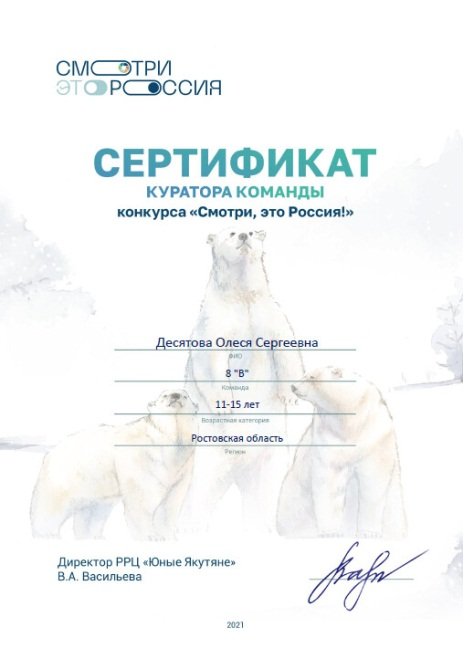 СМОТРИ
ЭТО РОССИЯ
СЕРТИФИКАТ
КУРАТОРА КОМАНДЫ
конкурса «Смотри, это Россия!»
Десятова Олеся Сергеевна
ФИО
8 "В"
Команда
11-15 лет
Возрастная категория
Ростовская область
Регион
Директор РРЦ «Юные Якутяне»
В.А. Васильева
2021